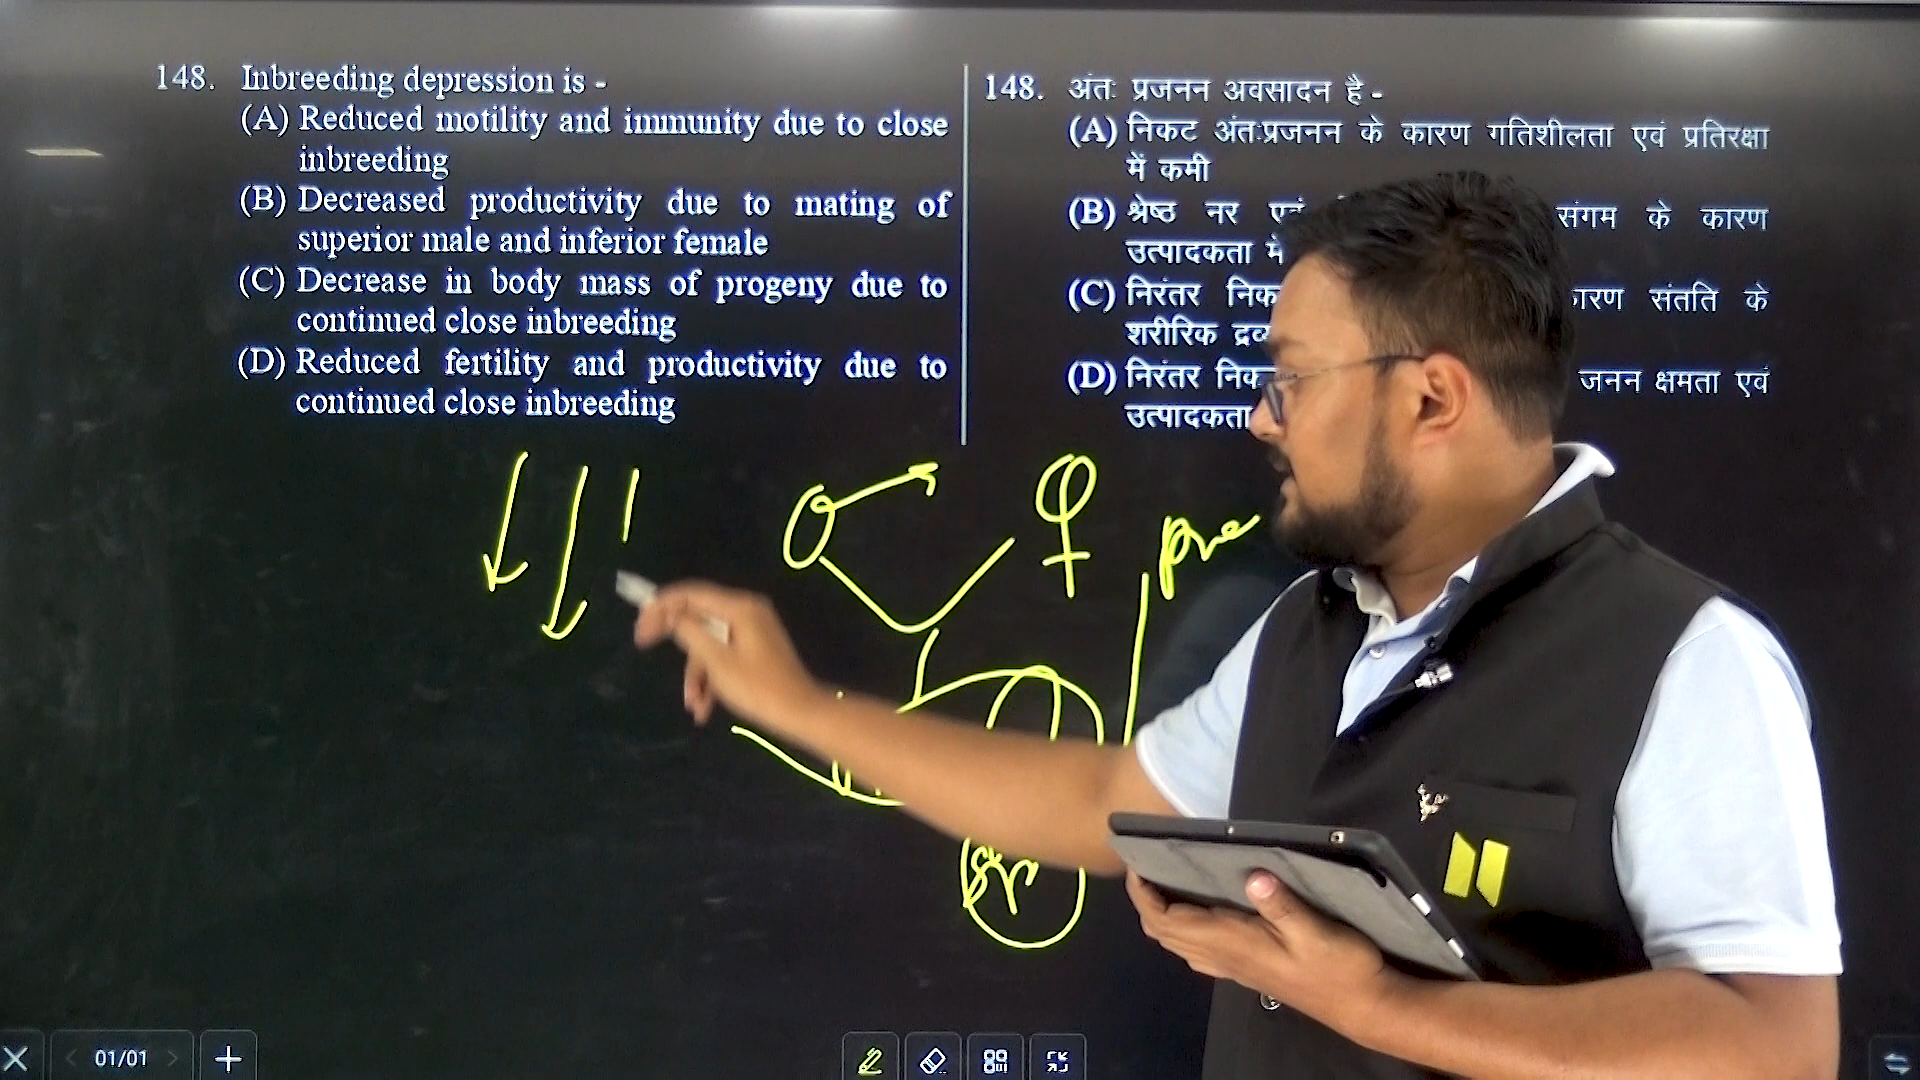 148. Inbreeding depression is -
(A) Reduced motility and immunity due to close
inbreeding
(B) Decreased productivity due to mating of
superior male and inferior female
(C) Decrease in body mass of progeny due to
continued close inbreeding
(D) Reduced fertility and productivity due to
continued close inbreeding
148. अंतः प्रजनन अवसादन है -
(A) निकट अंतःप्रजनन के कारण गतिशीलता एवं प्रतिरक्षा
में कमी
(B) श्रेष्ठ नर एवं संगम के कारण
उत्पादकता में
(C) निरंतर संतति के
शरीरिक
(D) निरंतर जनन क्षमता एवं
उत्पादकता
♂ ♀
pre
01/01